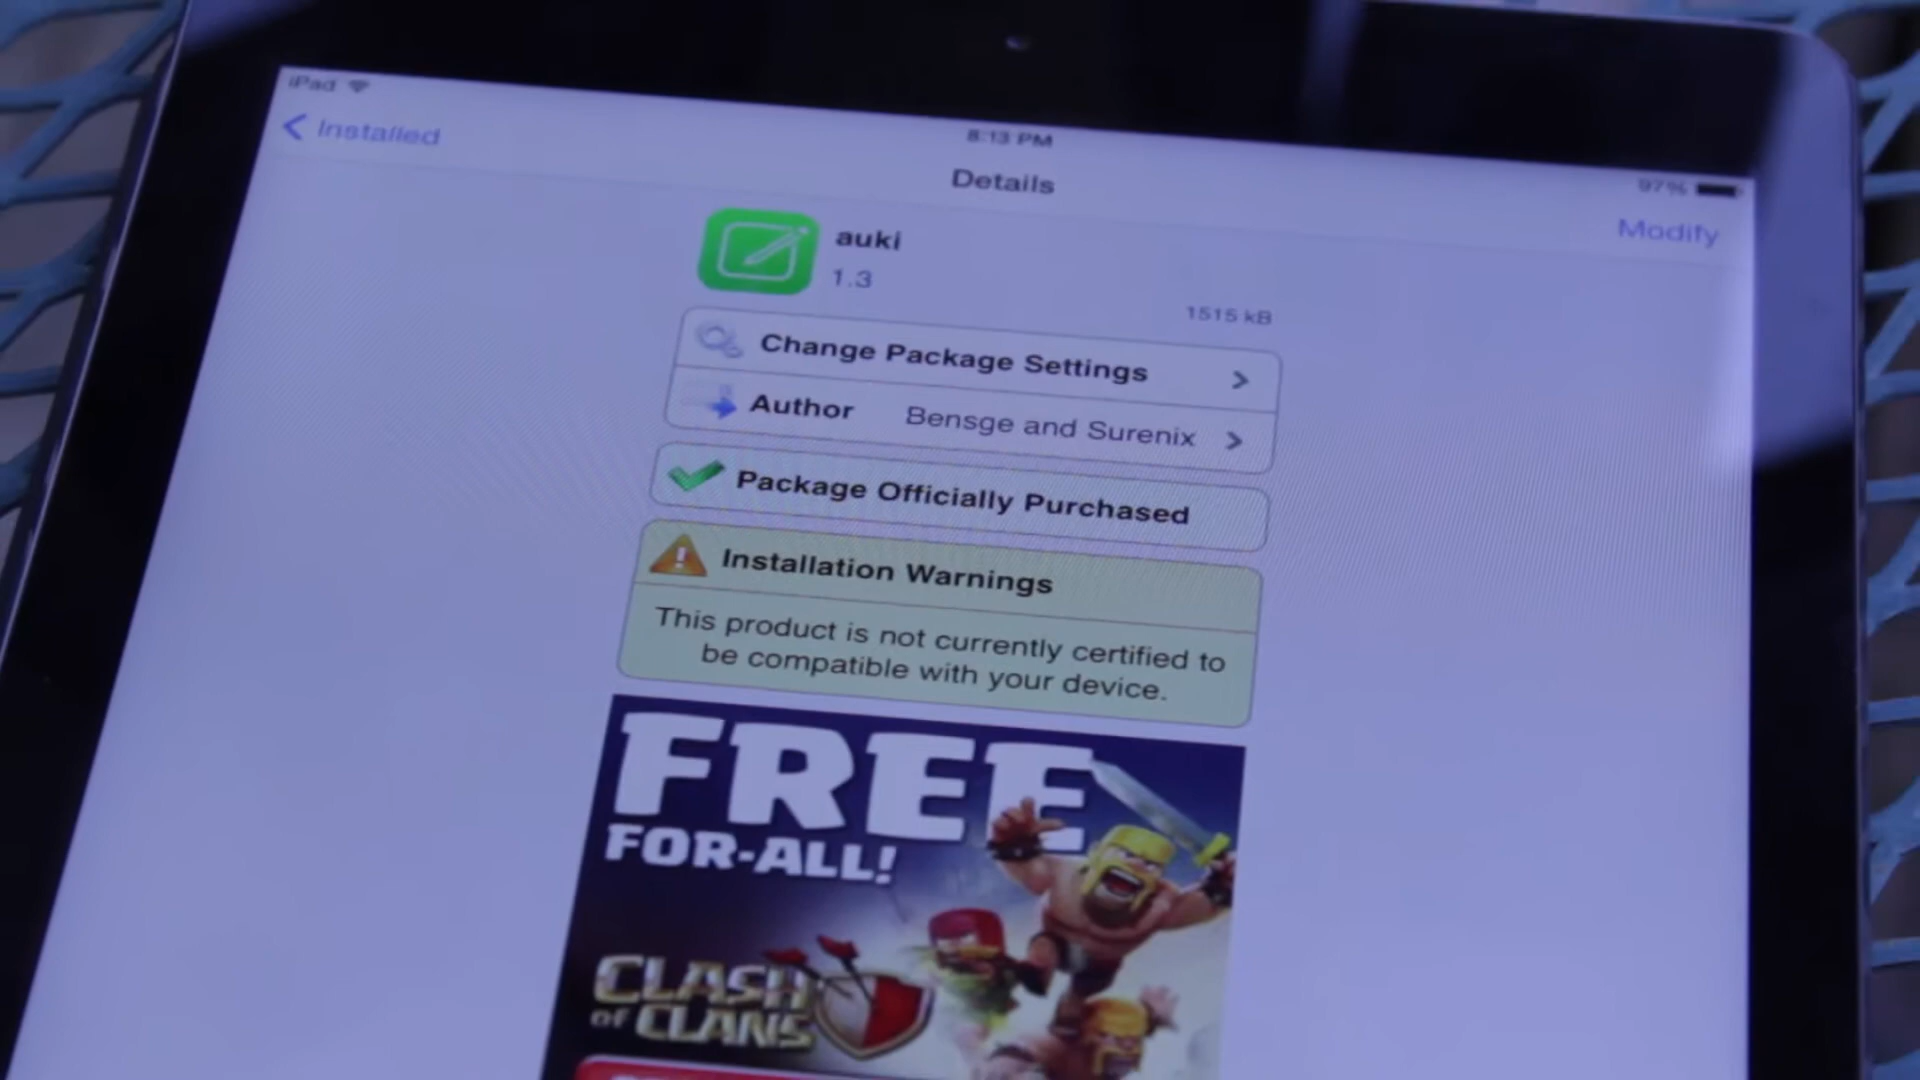 iPad
Installed
8:13 PM
Details
97%
Modify
auki
1.3
1515 kB
Change Package Settings
Author Bensge and Surenix
Package Officially Purchased
Installation Warnings
This product is not currently certified to
be compatible with your device.
FREE
FOR-ALL!
CLASH
OF CLANS